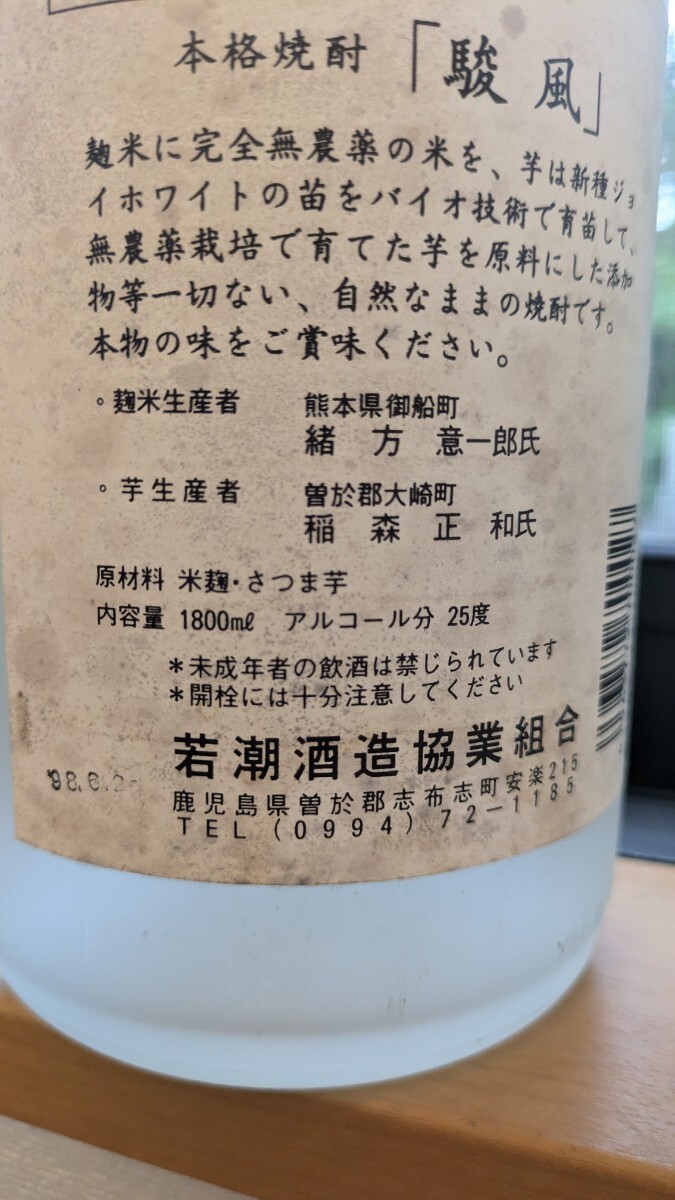 本格焼酎「駿風」
麹米に完全無農薬の米を、芋は新種ジョ
イホワイトの苗をバイオ技術で育苗して、
無農薬栽培で育てた芋を原料にした添加
物等一切ない、自然なままの焼酎です。
本物の味をご賞味ください。
◦麹米生産者 熊本県御船町
緒方意一郎氏
◦芋生産者 曽於郡大崎町
稲森正和氏
原材料 米麹・さつま芋
内容量 1800mℓ アルコール分 25度
＊未成年者の飲酒は禁じられています
＊開栓には十分注意してください
若潮酒造協業組合
鹿児島県曽於郡志布志町安楽215
TEL(0994)72-1185
'98.6.2